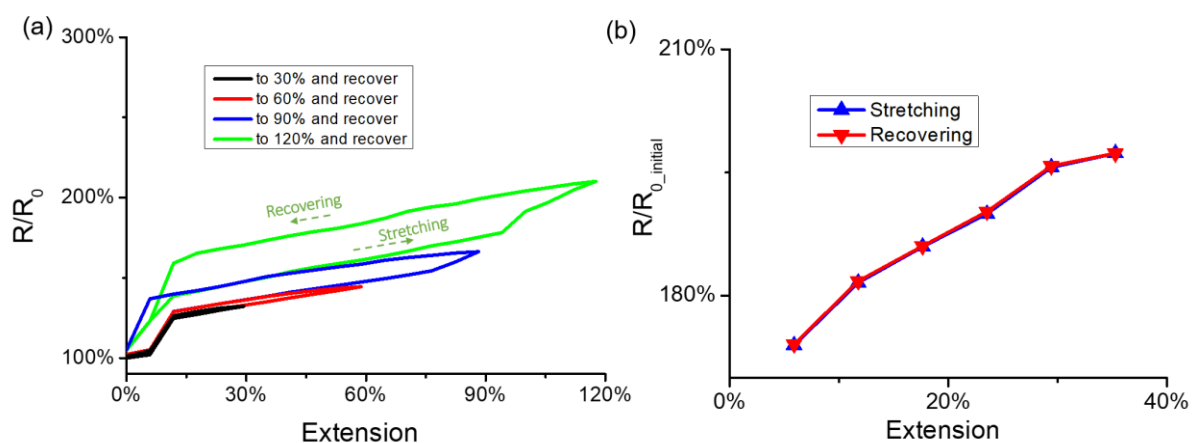 (a)
300%
200%
100%
R/R0
to 30% and recover
to 60% and recover
to 90% and recover
to 120% and recover
Recovering
Stretching
0%
30%
60%
90%
120%
Extension
(b)
210%
180%
R/R0_initial
Stretching
Recovering
0%
20%
40%
Extension